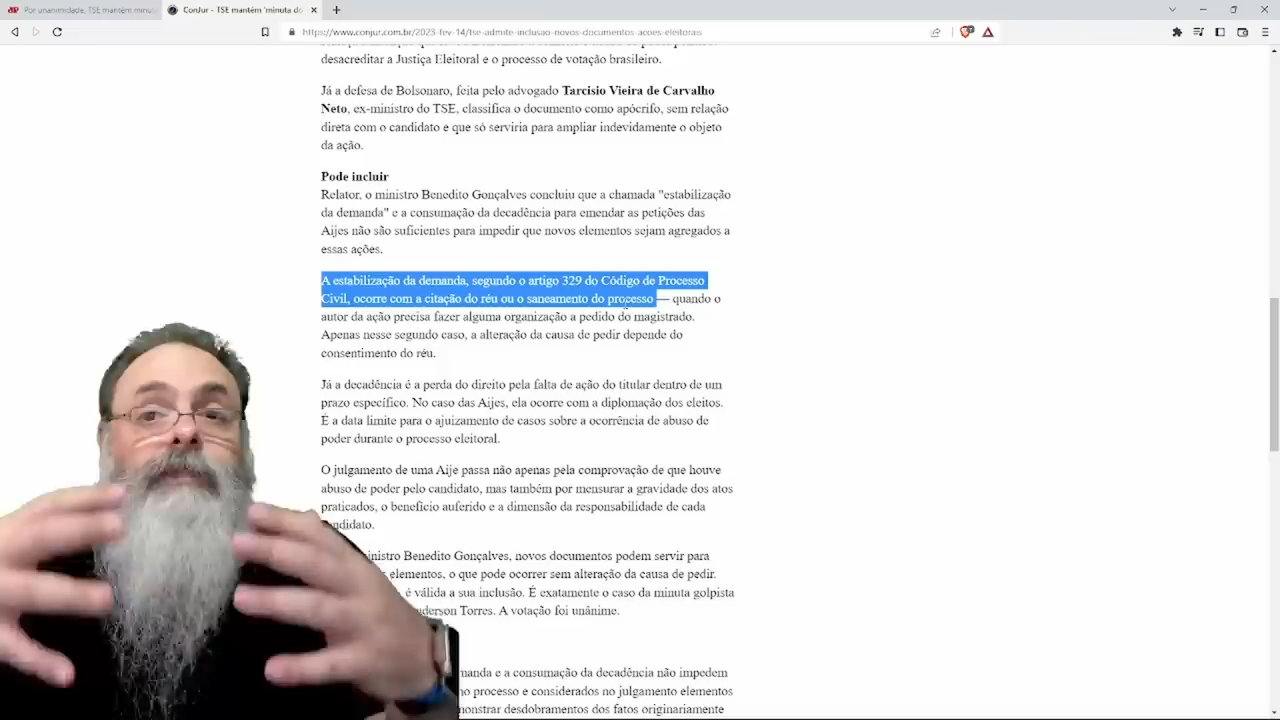 Por unanimidade, TSE mantém minuta
ConJur - TSE mantém 'minuta do
https://www.conjur.com.br/2023-fev-14/tse-admite-inclusao-novos-documentos-acoes-eleitorais
desacreditar a Justiça Eleitoral e o processo de votação brasileiro.
Já a defesa de Bolsonaro, feita pelo advogado Tarcisio Vieira de Carvalho
Neto, ex-ministro do TSE, classifica o documento como apócrifo, sem relação
direta com o candidato e que só serviria para ampliar indevidamente o objeto
da ação.
Pode incluir
Relator, o ministro Benedito Gonçalves concluiu que a chamada "estabilização
da demanda" e a consumação da decadência para emendar as petições das
Aijes não são suficientes para impedir que novos elementos sejam agregados a
essas ações.
A estabilização da demanda, segundo o artigo 329 do Código de Processo
Civil, ocorre com a citação do réu ou o saneamento do processo — quando o
autor da ação precisa fazer alguma organização a pedido do magistrado.
Apenas nesse segundo caso, a alteração da causa de pedir depende do
consentimento do réu.
Já a decadência é a perda do direito pela falta de ação do titular dentro de um
prazo específico. No caso das Aijes, ela ocorre com a diplomação dos eleitos.
É a data limite para o ajuizamento de casos sobre a ocorrência de abuso de
poder durante o processo eleitoral.
O julgamento de uma Aije passa não apenas pela comprovação de que houve
abuso de poder pelo candidato, mas também por mensurar a gravidade dos atos
praticados, o benefício auferido e a dimensão da responsabilidade de cada
candidato.
ministro Benedito Gonçalves, novos documentos podem servir para
elementos, o que pode ocorrer sem alteração da causa de pedir.
é válida a sua inclusão. É exatamente o caso da minuta golpista
Anderson Torres. A votação foi unânime.
manda e a consumação da decadência não impedem
no processo e considerados no julgamento elementos
monstrar desdobramentos dos fatos originariamente